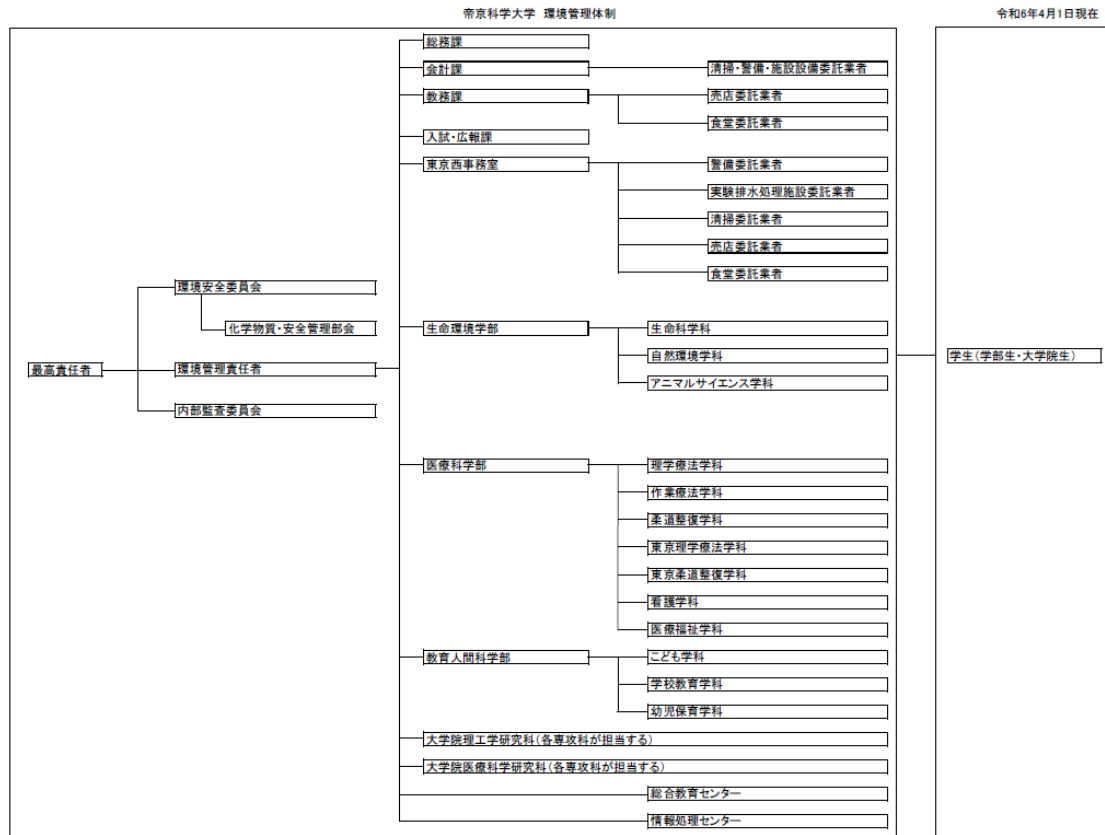 帝京科学大学 環境管理体制
令和6年4月1日現在
総務課
会計課
清掃・警備・施設設備委託業者
教務課
売店委託業者
食堂委託業者
入試・広報課
東京西事務室
警備委託業者
実験排水処理施設委託業者
清掃委託業者
売店委託業者
食堂委託業者
環境安全委員会
化学物質・安全管理部会
最高責任者
環境管理責任者
内部監査委員会
生命環境学部
生命科学科
自然環境学科
アニマルサイエンス学科
学生(学部生・大学院生)
医療科学部
理学療法学科
作業療法学科
柔道整復学科
東京理学療法学科
東京柔道整復学科
看護学科
医療福祉学科
教育人間科学部
こども学科
学校教育学科
幼児保育学科
大学院理工学研究科(各専攻科が担当する)
大学院医療科学研究科(各専攻科が担当する)
総合教育センター
情報処理センター